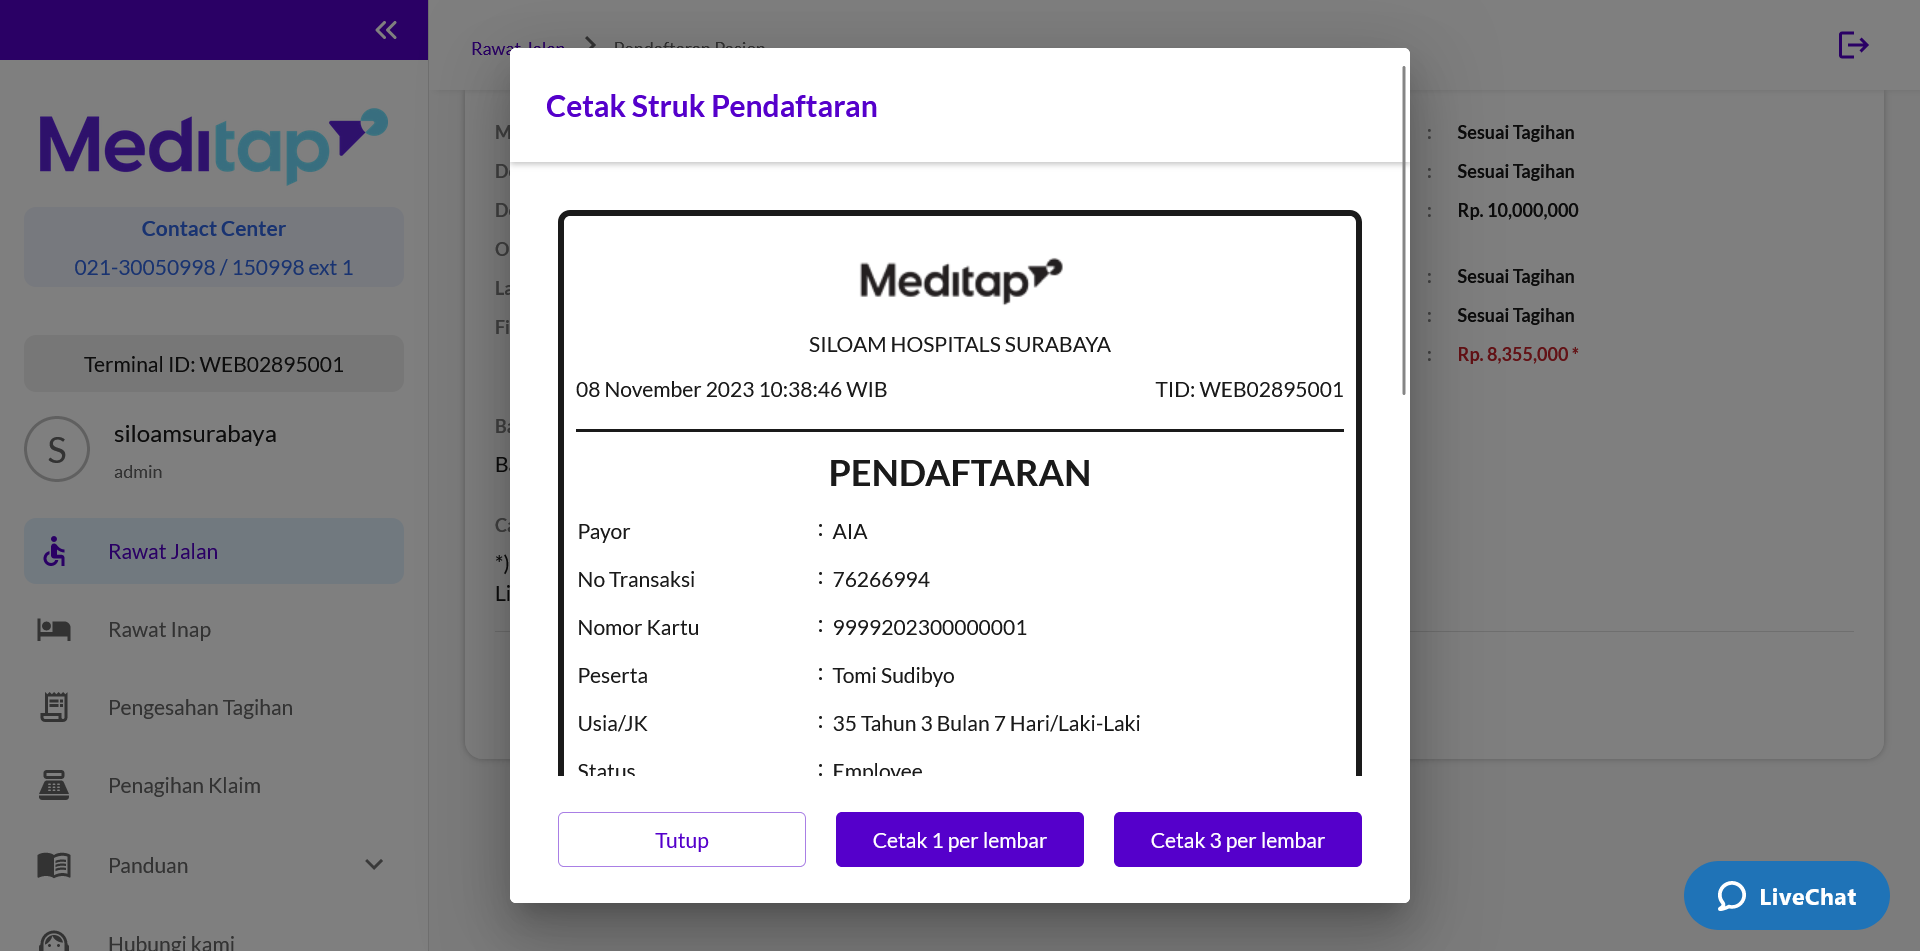 Rawat Jalan > Pendaftaran Pasien
Meditap
Contact Center
021-30050998 / 150998 ext 1
Terminal ID: WEB02895001
S
siloamsurabaya
admin
Rawat Jalan
Rawat Inap
Pengesahan Tagihan
Penagihan Klaim
Panduan
Hubungi kami
Cetak Struk Pendaftaran
Meditap
SILOAM HOSPITALS SURABAYA
08 November 2023 10:38:46 WIB TID: WEB02895001
PENDAFTARAN
Payor : AIA
No Transaksi : 76266994
Nomor Kartu : 9999202300000001
Peserta : Tomi Sudibyo
Usia/JK : 35 Tahun 3 Bulan 7 Hari/Laki-Laki
Status : Employee
Tutup
Cetak 1 per lembar
Cetak 3 per lembar
: Sesuai Tagihan
: Sesuai Tagihan
: Rp. 10,000,000
: Sesuai Tagihan
: Sesuai Tagihan
: Rp. 8,355,000 *
LiveChat